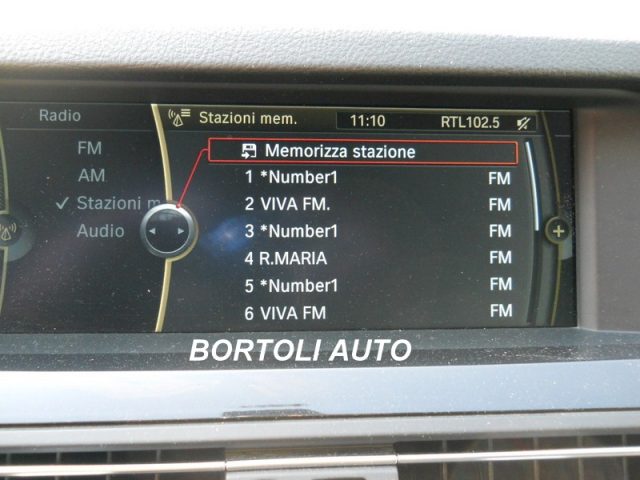 Radio
Stazioni mem.
11:10
RTL102.5
FM
AM
Stazioni m
Audio
Memorizza stazione
1 *Number1 FM
2 VIVA FM. FM
3 *Number1 FM
4 R.MARIA FM
5 *Number1 FM
6 VIVA FM FM
BORTOLI AUTO